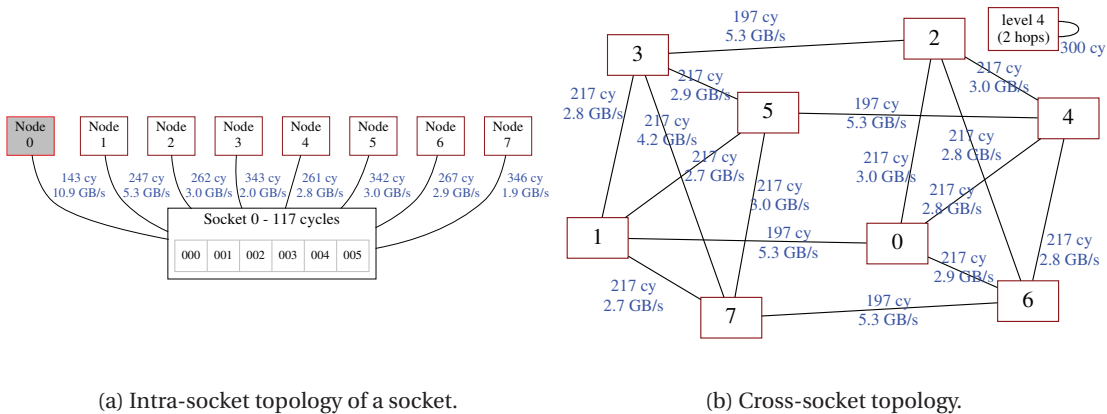 Node 0
Node 1
Node 2
Node 3
Node 4
Node 5
Node 6
Node 7
143 cy
10.9 GB/s
247 cy
5.3 GB/s
262 cy
3.0 GB/s
343 cy
2.0 GB/s
261 cy
2.8 GB/s
342 cy
3.0 GB/s
267 cy
2.9 GB/s
346 cy
1.9 GB/s
Socket 0 - 117 cycles
000 001 002 003 004 005
(a) Intra-socket topology of a socket.
197 cy
5.3 GB/s
level 4
(2 hops)
300 cy
3
2
217 cy
2.9 GB/s
217 cy
3.0 GB/s
217 cy
2.8 GB/s
5
4
197 cy
5.3 GB/s
217 cy
4.2 GB/s
217 cy
2.8 GB/s
217 cy
2.7 GB/s
217 cy
3.0 GB/s
217 cy
3.0 GB/s
217 cy
2.8 GB/s
1
197 cy
5.3 GB/s
0
217 cy
2.8 GB/s
217 cy
2.9 GB/s
217 cy
2.7 GB/s
7
197 cy
5.3 GB/s
6
(b) Cross-socket topology.